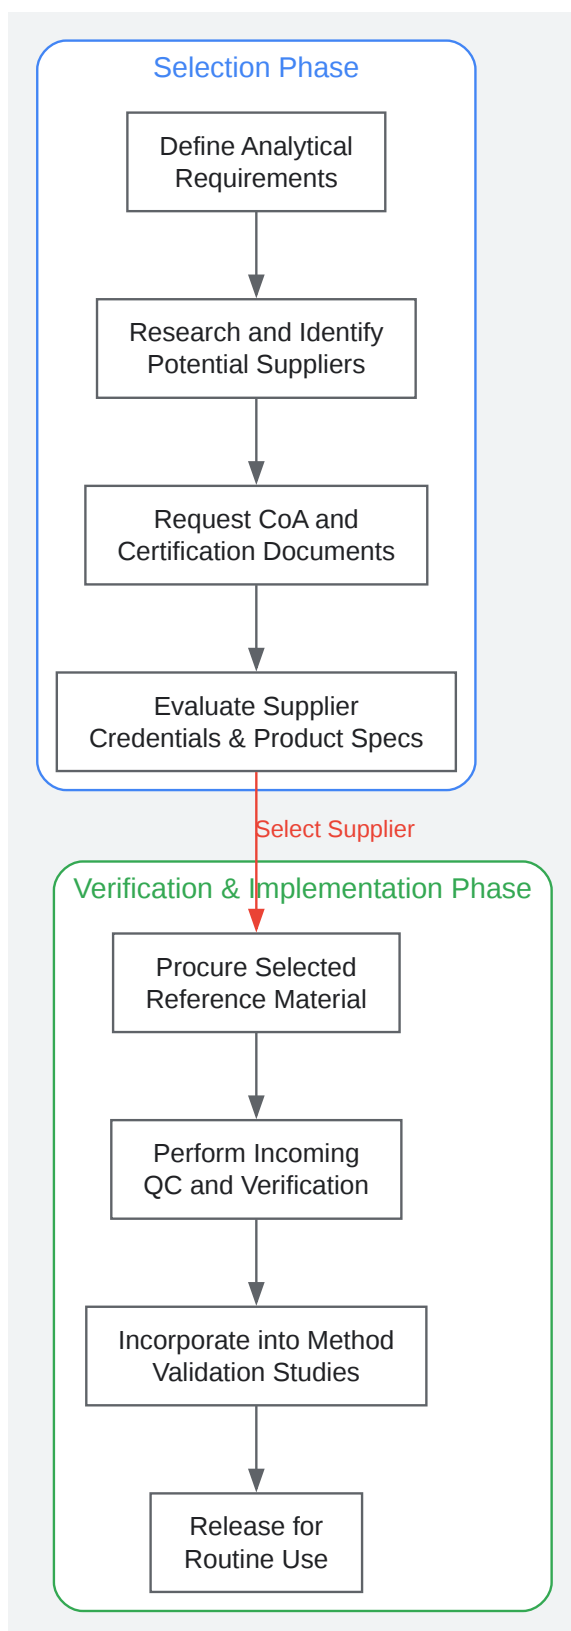 Selection Phase
Define Analytical
Requirements
Research and Identify
Potential Suppliers
Request CoA and
Certification Documents
Evaluate Supplier
Credentials & Product Specs
Select Supplier
Verification & Implementation Phase
Procure Selected
Reference Material
Perform Incoming
QC and Verification
Incorporate into Method
Validation Studies
Release for
Routine Use